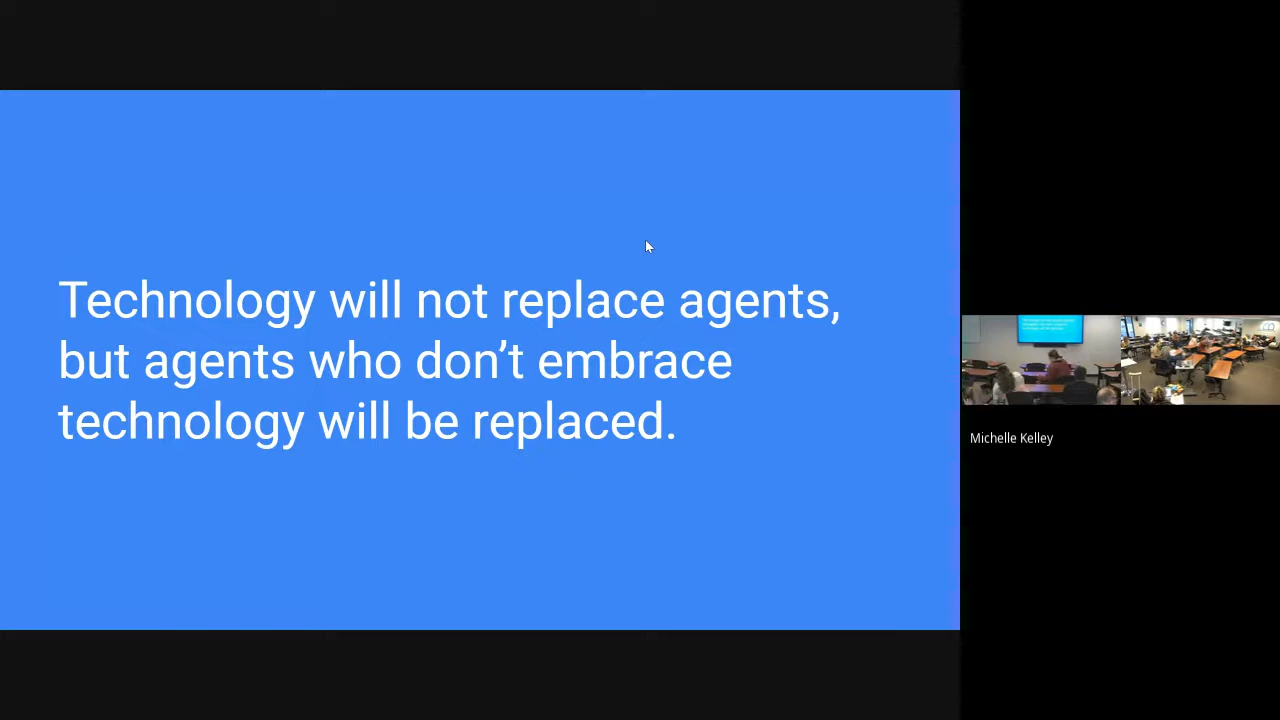 Technology will not replace agents,
but agents who don’t embrace
technology will be replaced.
Michelle Kelley